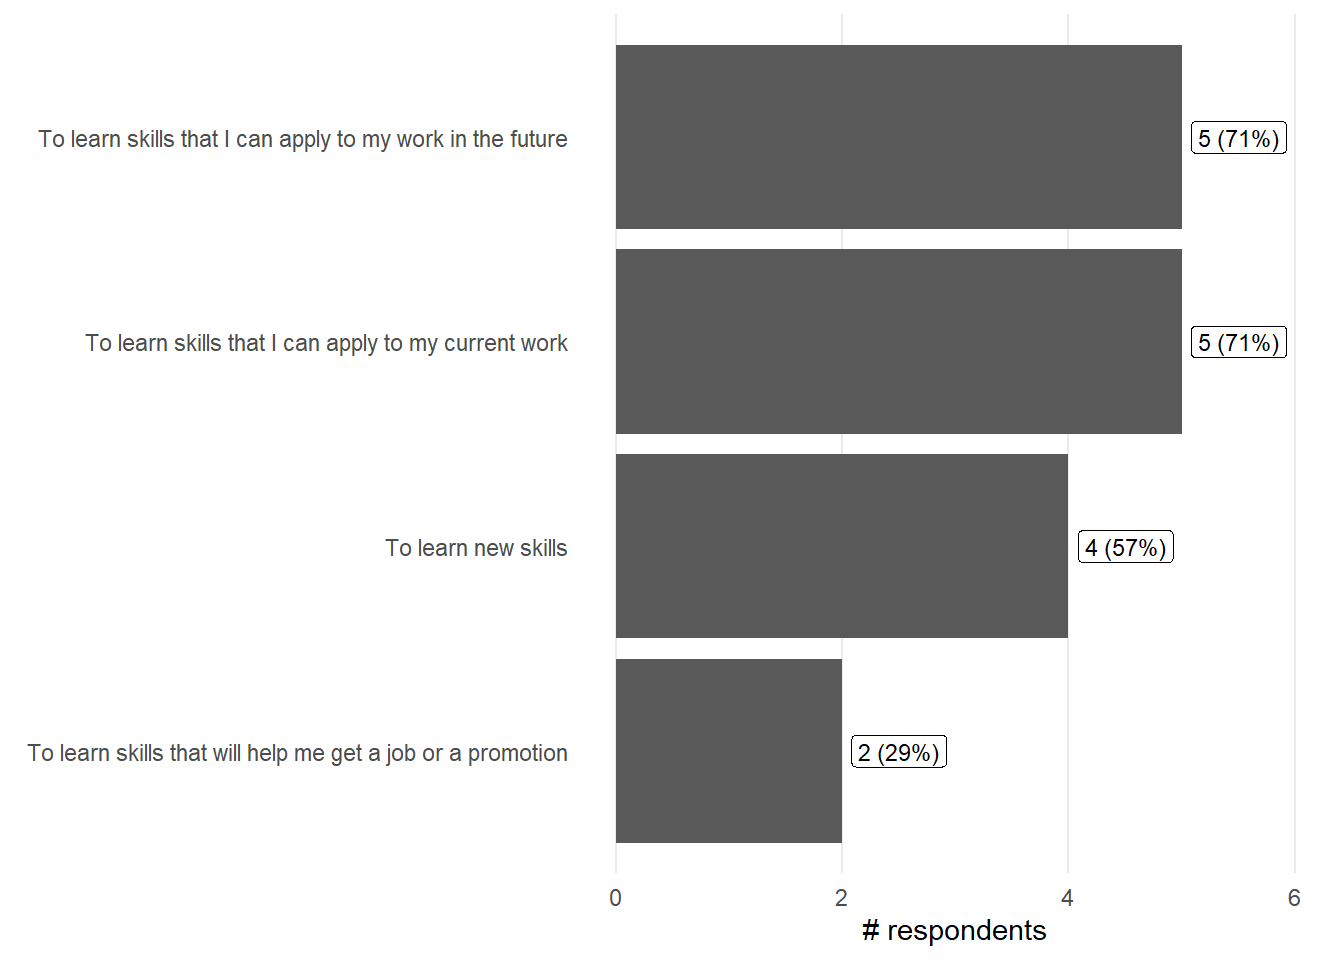 To learn skills that I can apply to my work in the future
5 (71%)
To learn skills that I can apply to my current work
5 (71%)
To learn new skills
4 (57%)
To learn skills that will help me get a job or a promotion
2 (29%)
0 2 4 6
# respondents